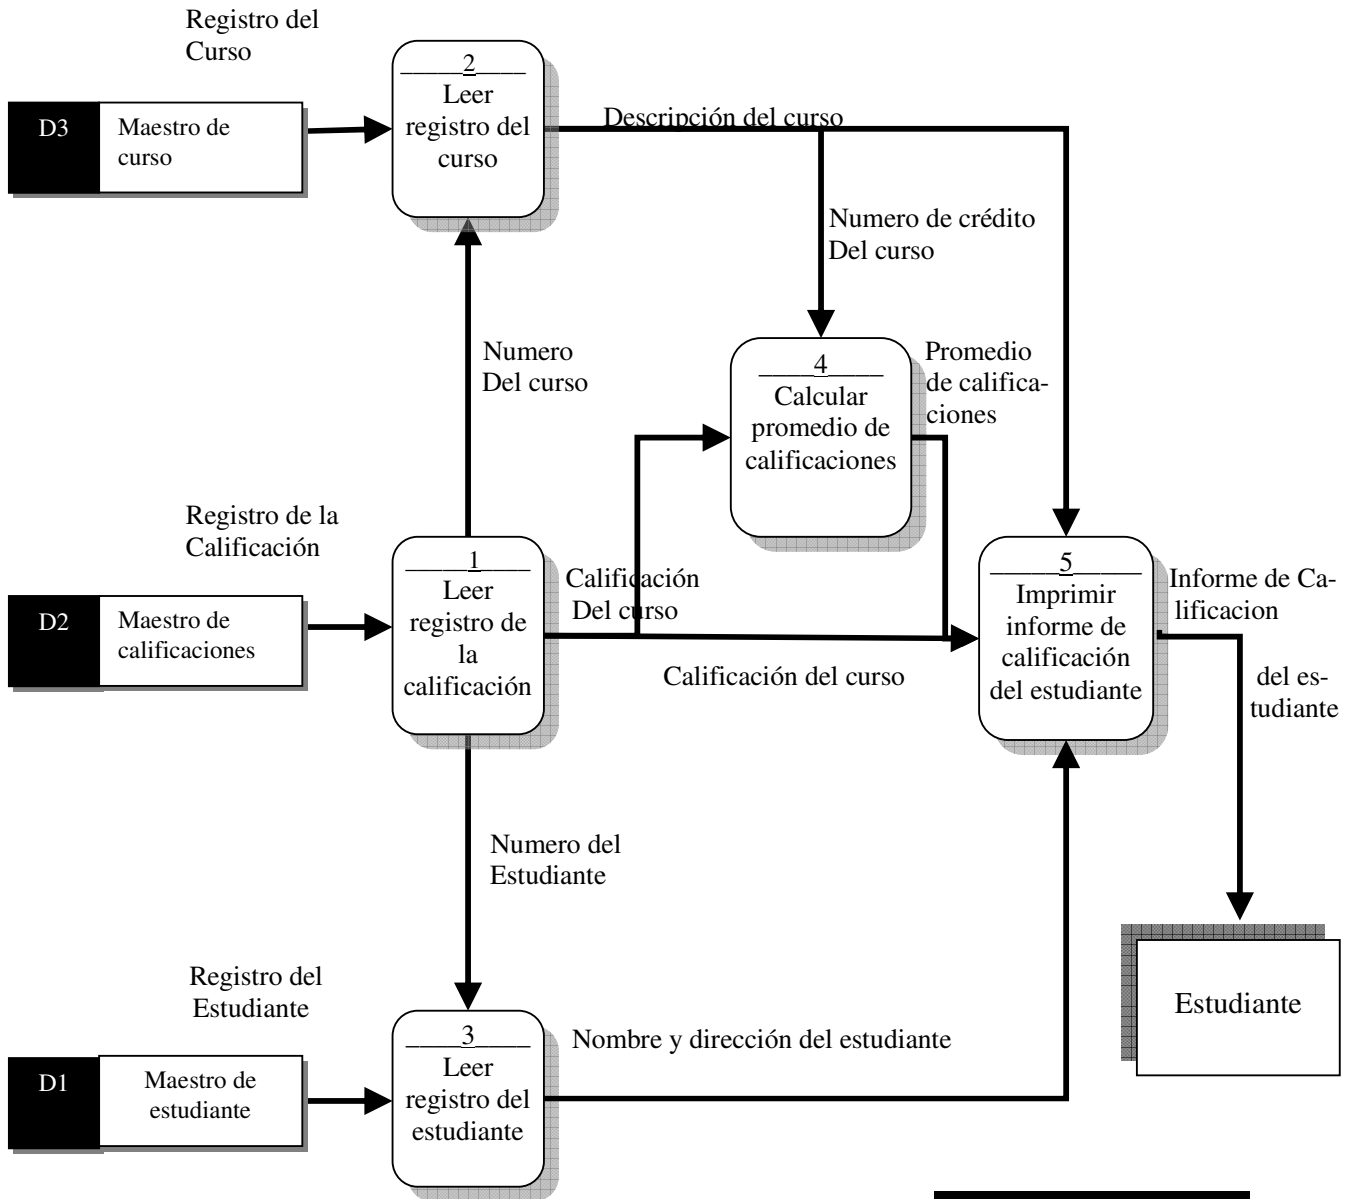 Registro del
Curso
D3
Maestro de
curso
2
Leer
registro del
curso
Descripción del curso
Numero de crédito
Del curso
Numero
Del curso
4
Calcular
promedio de
calificaciones
Promedio
de califica-
ciones
Registro de la
Calificación
D2
Maestro de
calificaciones
1
Leer
registro de
la
calificación
Calificación
Del curso
Calificación del curso
5
Imprimir
informe de
calificación
del estudiante
Informe de Ca-
lificacion
del es-
tudiante
Numero del
Estudiante
Registro del
Estudiante
D1
Maestro de
estudiante
3
Leer
registro del
estudiante
Nombre y dirección del estudiante
Estudiante